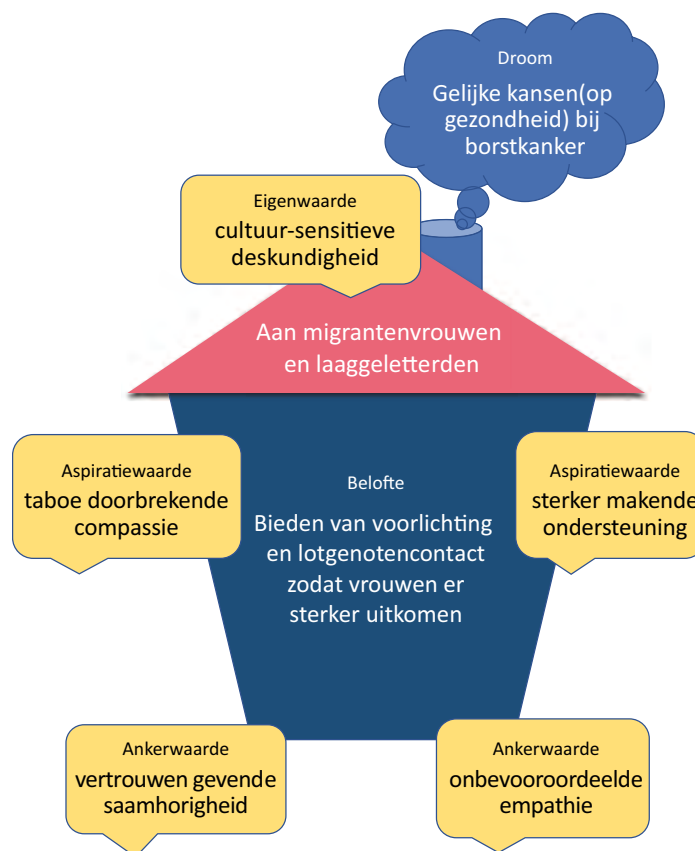 Droom
Gelijke kansen(op
gezondheid) bij
borstkanker
Eigenwaarde
cultuur-sensitieve
deskundigheid
Aan migrantenvrouwen
en laaggeletterden
Aspiratiewaarde
taboe doorbrekende
compassie
Belofte
Bieden van voorlichting
en lotgenotencontact
zodat vrouwen er
sterker uitkomen
Aspiratiewaarde
sterker makende
ondersteuning
Ankerwaarde
vertrouwen gevende
saamhorigheid
Ankerwaarde
onbevooroordeelde
empathie